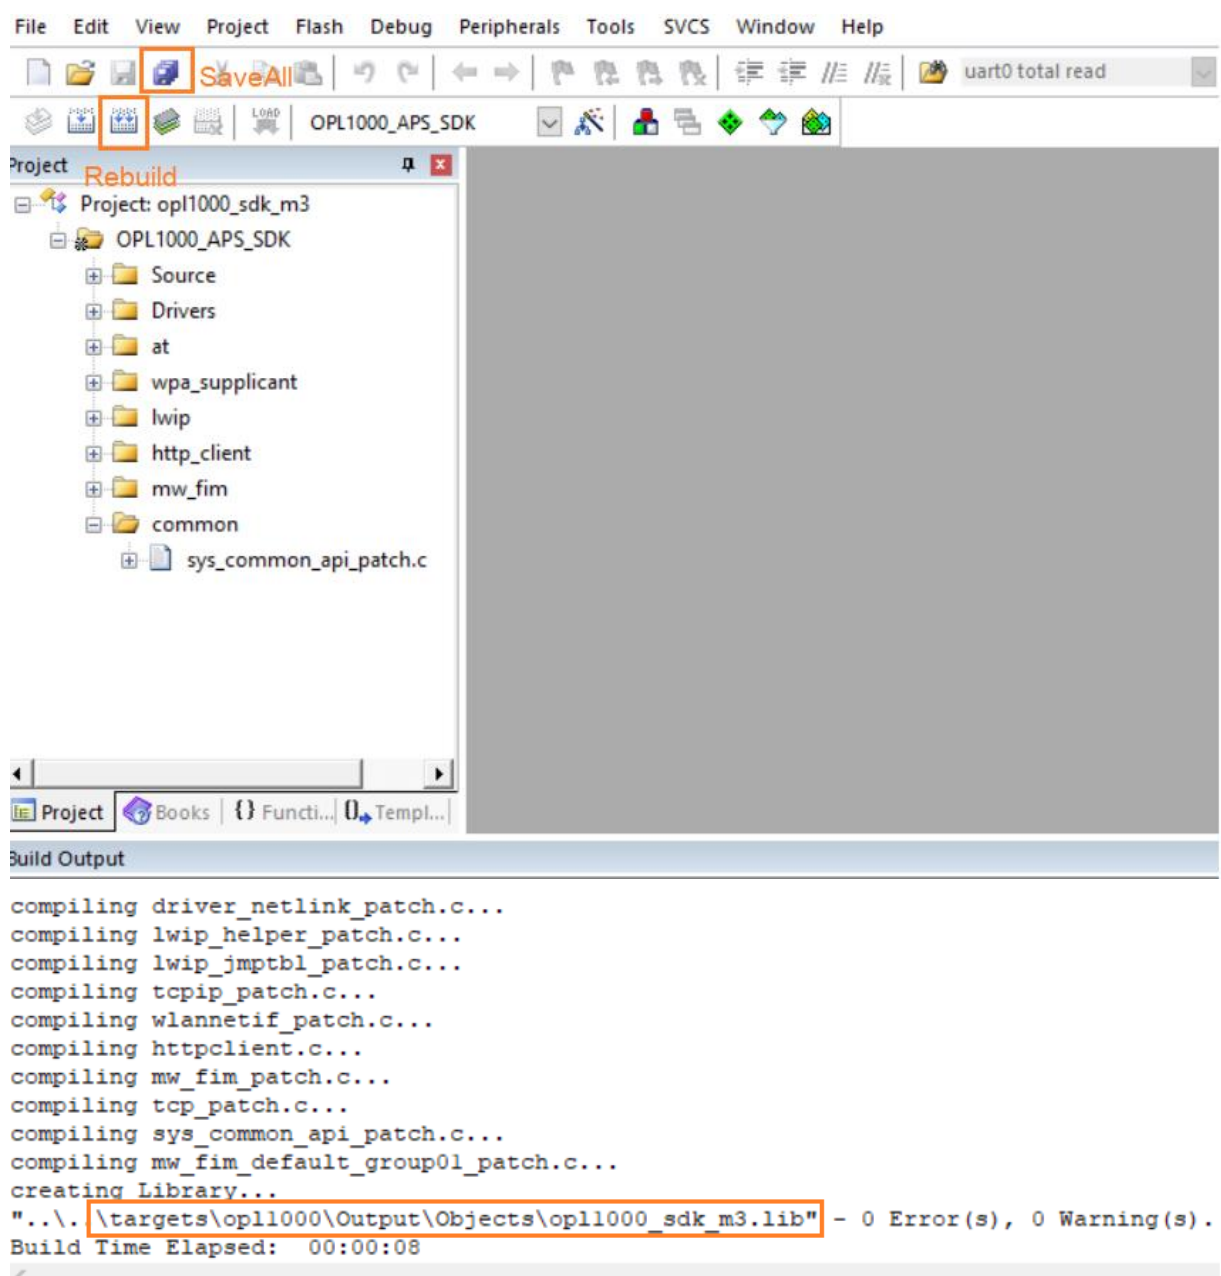 File Edit View Project Flash Debug Peripherals Tools SVCS Window Help
SaveAll uart0 total read
LOAD OPL1000_APS_SDK
Project
Rebuild
Project: opl1000_sdk_m3
OPL1000_APS_SDK
Source
Drivers
at
wpa_supplicant
lwip
http_client
mw_fim
common
sys_common_api_patch.c
Project Books {} Functi... Templ...
Build Output
compiling driver_netlink_patch.c...
compiling lwip_helper_patch.c...
compiling lwip_jmptbl_patch.c...
compiling tcpip_patch.c...
compiling wlannetif_patch.c...
compiling httpclient.c...
compiling mw_fim_patch.c...
compiling tcp_patch.c...
compiling sys_common_api_patch.c...
compiling mw_fim_default_group01_patch.c...
creating Library...
"..\..\targets\opl1000\Output\Objects\opl1000_sdk_m3.lib" - 0 Error(s), 0 Warning(s).
Build Time Elapsed:  00:00:08